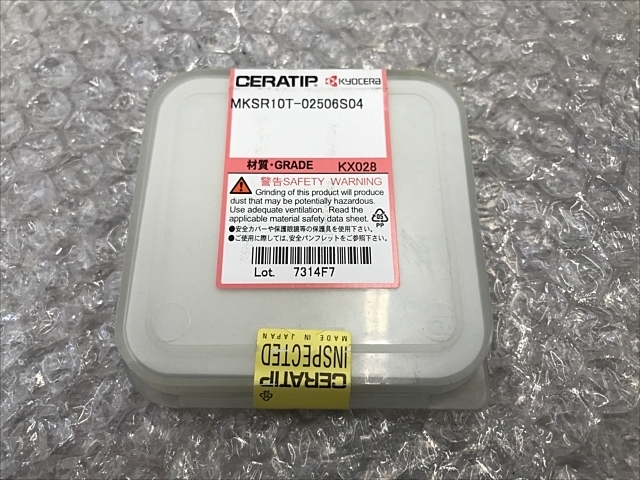 CERATIP® KYOCERA
MKSR10T-02506S04
材質・GRADE KX028
警告SAFETY WARNING
Grinding of this product will produce
dust that may be potentially hazardous.
Use adequate ventilation. Read the
applicable material safety data sheet.
●安全カバーや保護眼鏡等の保護具を使用下さい。
●ご使用に際しては、安全パンフレットをご参照下さい。
05
PP
Lot. 7314F7
CERATIP
INSPECTED
MADE IN JAPAN